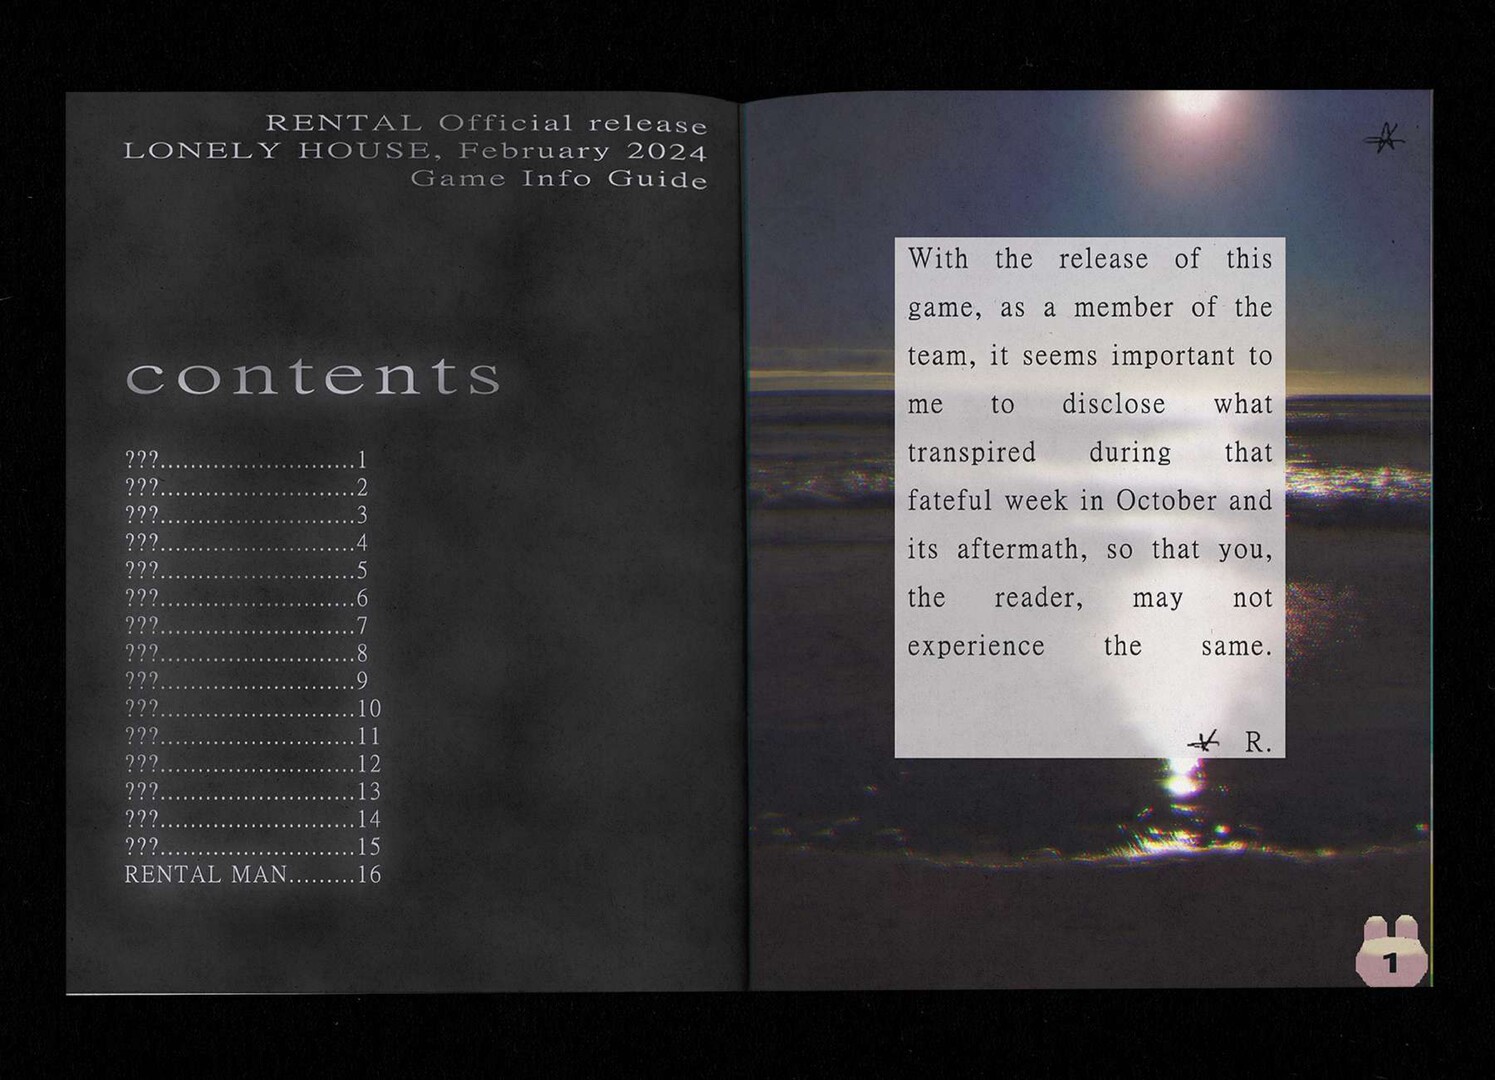 RENTAL Official release
LONELY HOUSE, February 2024
Game Info Guide
contents
???..........................1
???..........................2
???..........................3
???..........................4
???..........................5
???..........................6
???..........................7
???..........................8
???..........................9
???..........................10
???..........................11
???..........................12
???..........................13
???..........................14
???..........................15
RENTAL MAN.........16
With the release of this
game, as a member of the
team, it seems important to
me to disclose what
transpired during that
fateful week in October and
its aftermath, so that you,
the reader, may not
experience the same.
R.
1